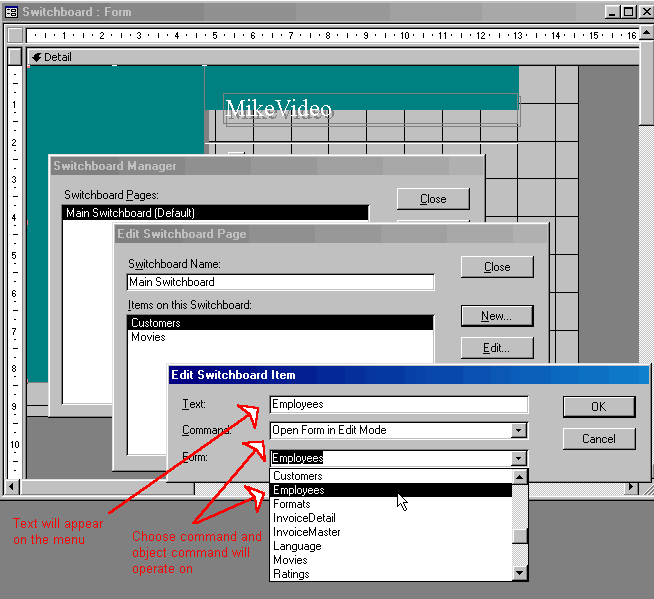 Switchboard : Form
1 2 3 4 5 6 7 8 9 10 11 12 13 14 15 16
Detail
MikeVideo
1
2
3
4
5
6
7
8
9
10
Switchboard Manager
Switchboard Pages:
Main Switchboard (Default)
Close
Edit Switchboard Page
Switchboard Name:
Main Switchboard
Close
Items on this Switchboard:
Customers
Movies
New...
Edit...
Edit Switchboard Item
Text: Employees
OK
Command: Open Form in Edit Mode
Cancel
Form: Employees
Customers
Employees
Formats
InvoiceDetail
InvoiceMaster
Language
Movies
Ratings
Text will appear
on the menu
Choose command and
object command will
operate on